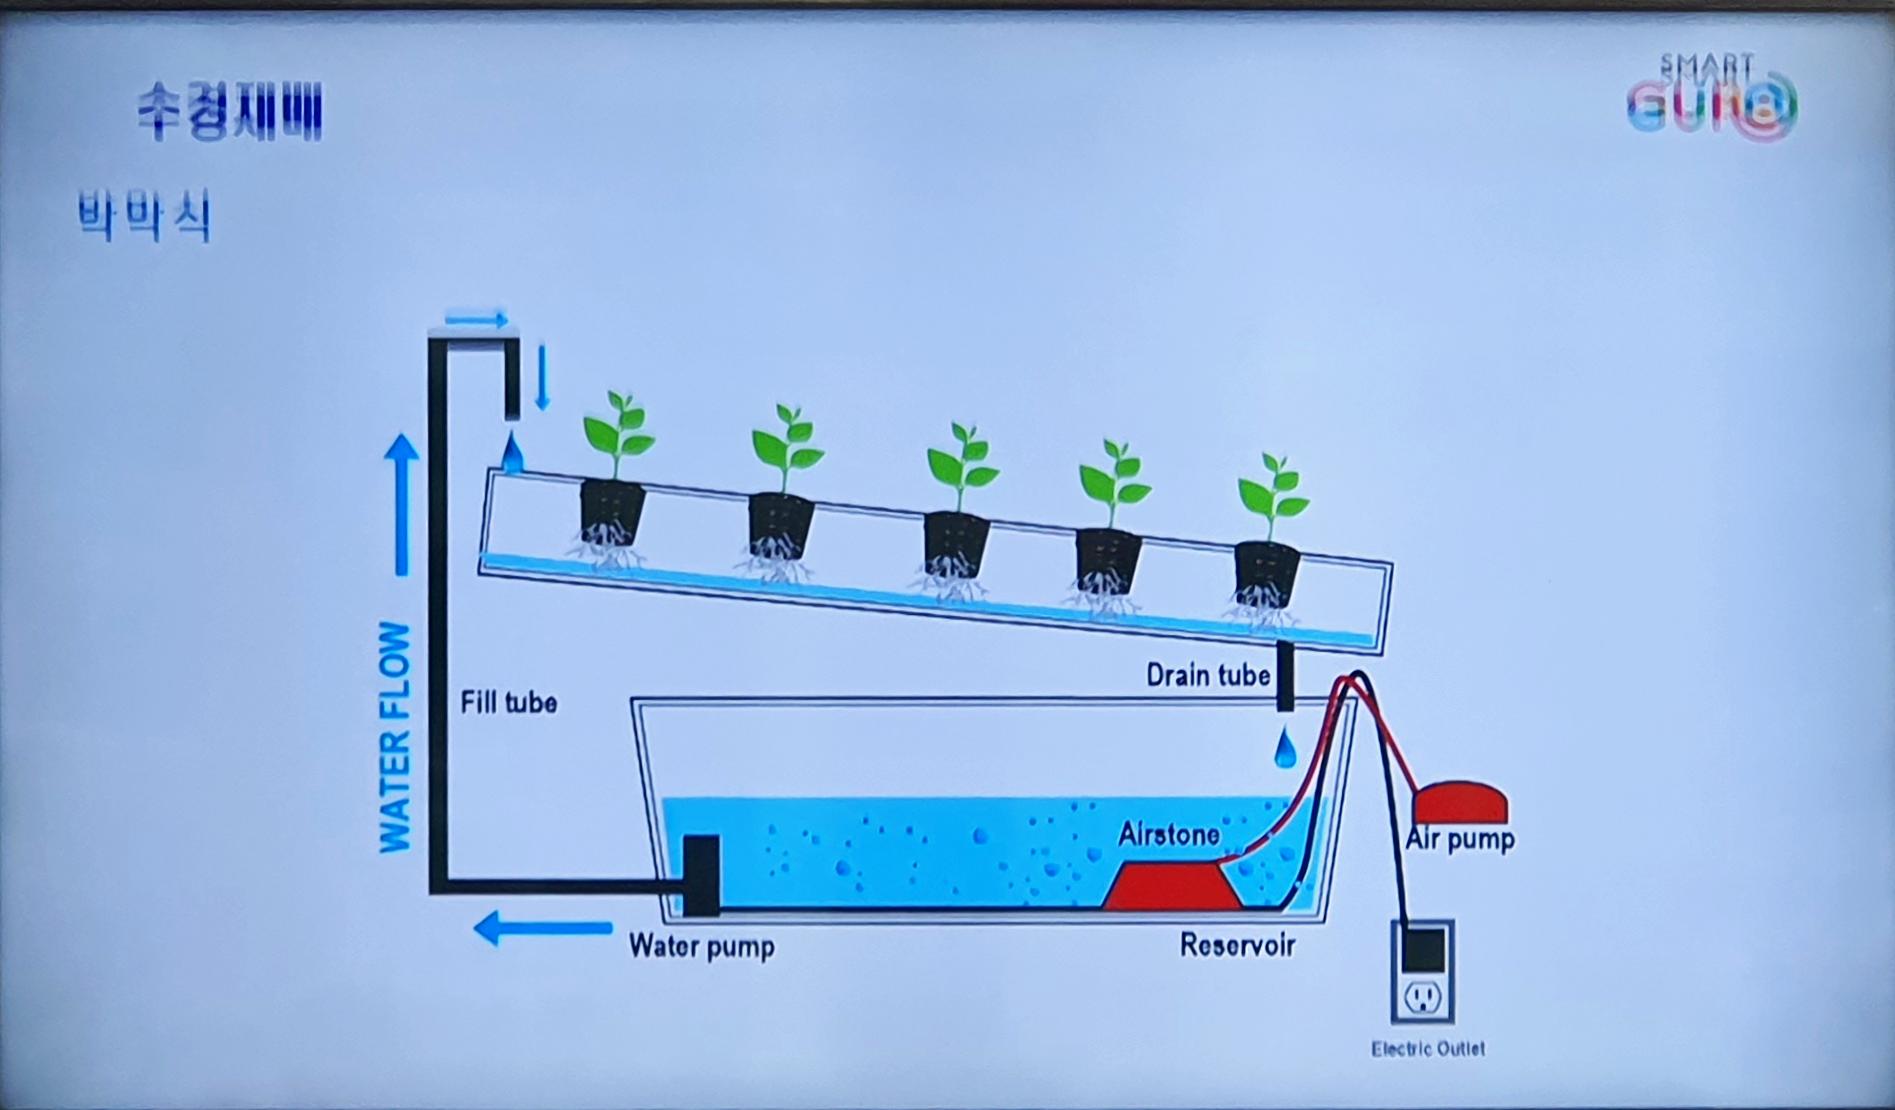 수경재배
SMART
GURO
박막식
WATER FLOW
Fill tube
Drain tube
Airstone
Air pump
Water pump
Reservoir
Electric Outlet